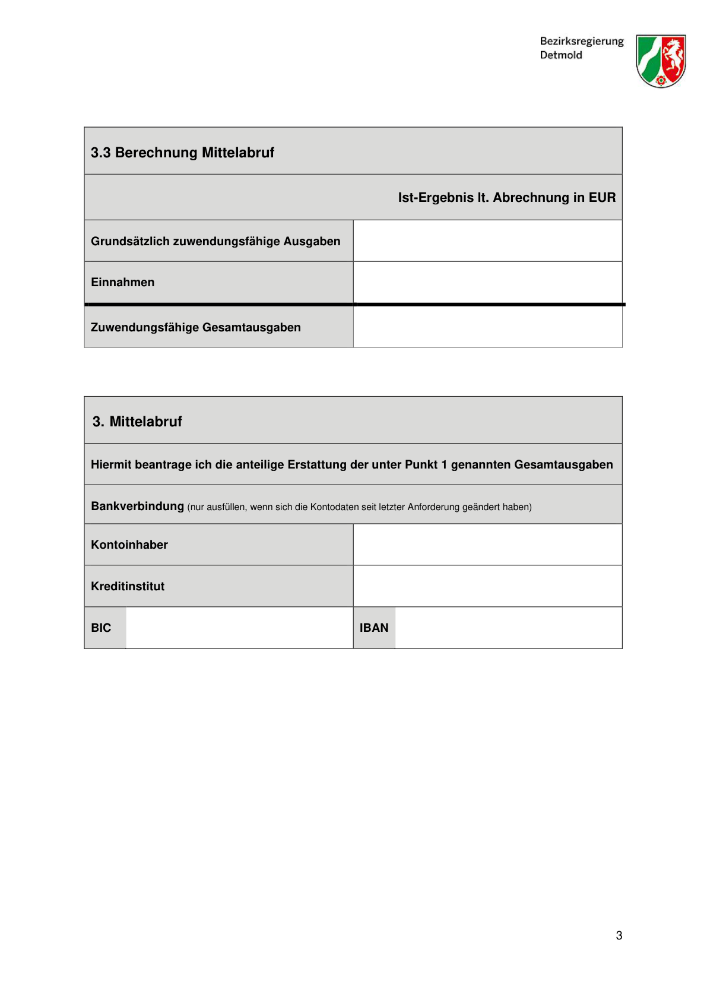 Bezirksregierung
Detmold
3.3 Berechnung Mittelabruf
Ist-Ergebnis lt. Abrechnung in EUR
Grundsätzlich zuwendungsfähige Ausgaben
Einnahmen
Zuwendungsfähige Gesamtausgaben
3. Mittelabruf
Hiermit beantrage ich die anteilige Erstattung der unter Punkt 1 genannten Gesamtausgaben
Bankverbindung (nur ausfüllen, wenn sich die Kontodaten seit letzter Anforderung geändert haben)
Kontoinhaber
Kreditinstitut
BIC IBAN
3